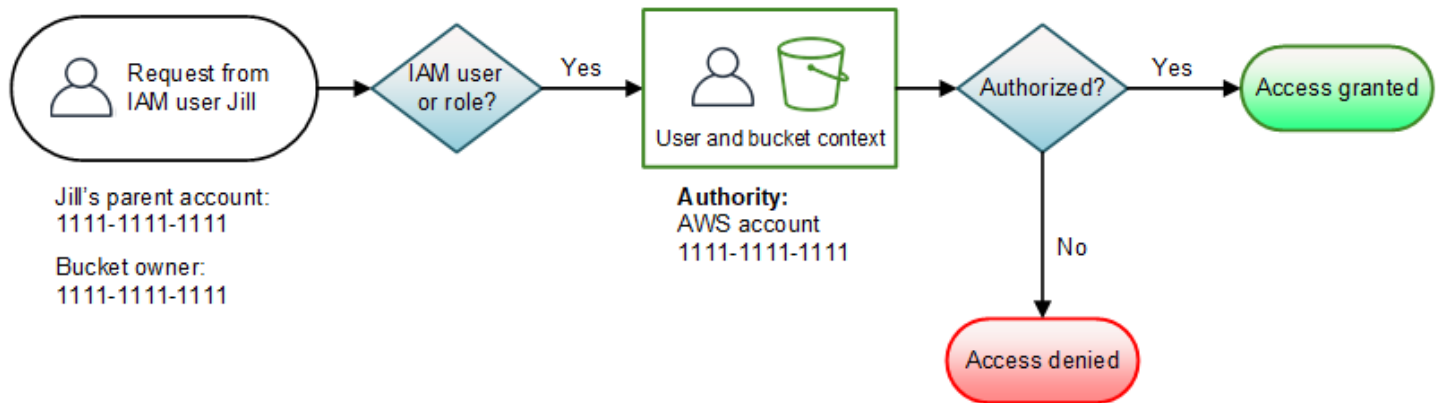 Request from
IAM user Jill
IAM user
or role?
Yes
User and bucket context
Authorized?
Yes
Access granted
Jill's parent account:
1111-1111-1111
Bucket owner:
1111-1111-1111
Authority:
AWS account
1111-1111-1111
No
Access denied